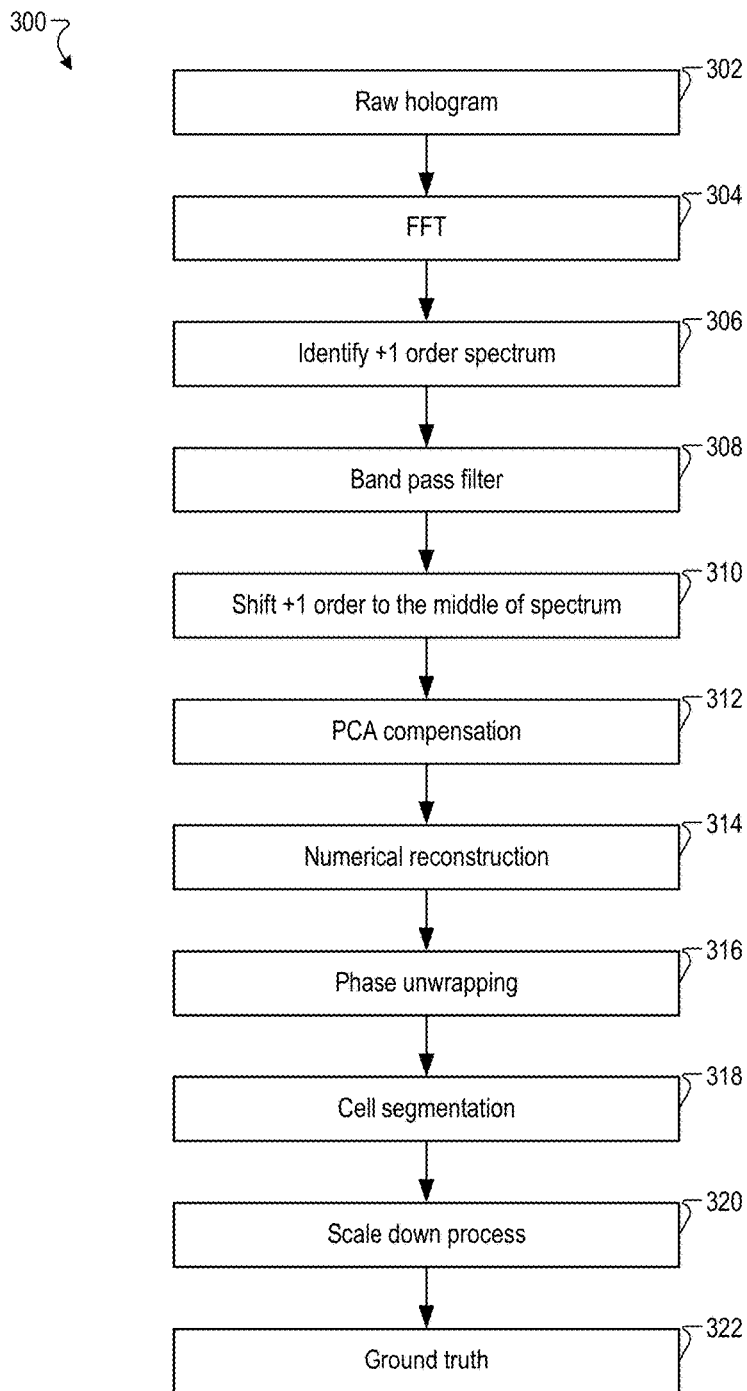 300
302
Raw hologram
304
FFT
306
Identify +1 order spectrum
308
Band pass filter
310
Shift +1 order to the middle of spectrum
312
PCA compensation
314
Numerical reconstruction
316
Phase unwrapping
318
Cell segmentation
320
Scale down process
322
Ground truth